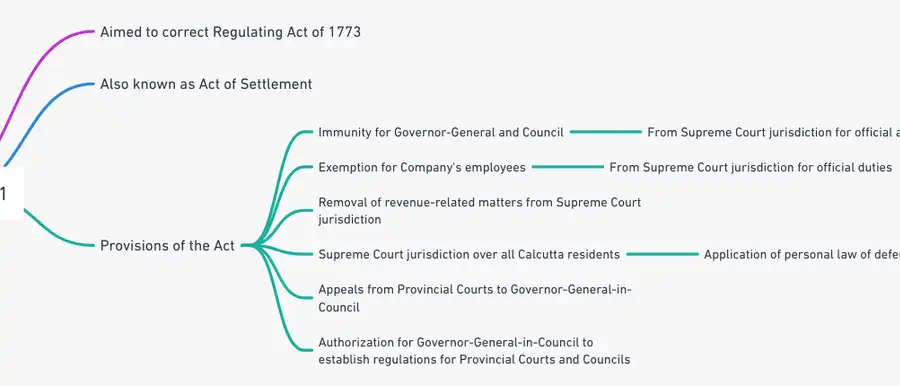 Aimed to correct Regulating Act of 1773
Also known as Act of Settlement
Immunity for Governor-General and Council
From Supreme Court jurisdiction for official
Exemption for Company's employees
From Supreme Court jurisdiction for official duties
1
Removal of revenue-related matters from Supreme Court
jurisdiction
Provisions of the Act
Supreme Court jurisdiction over all Calcutta residents
Application of personal law of
Appeals from Provincial Courts to Governor-General-in-
Council
Authorization for Governor-General-in-Council to
establish regulations for Provincial Courts and Councils